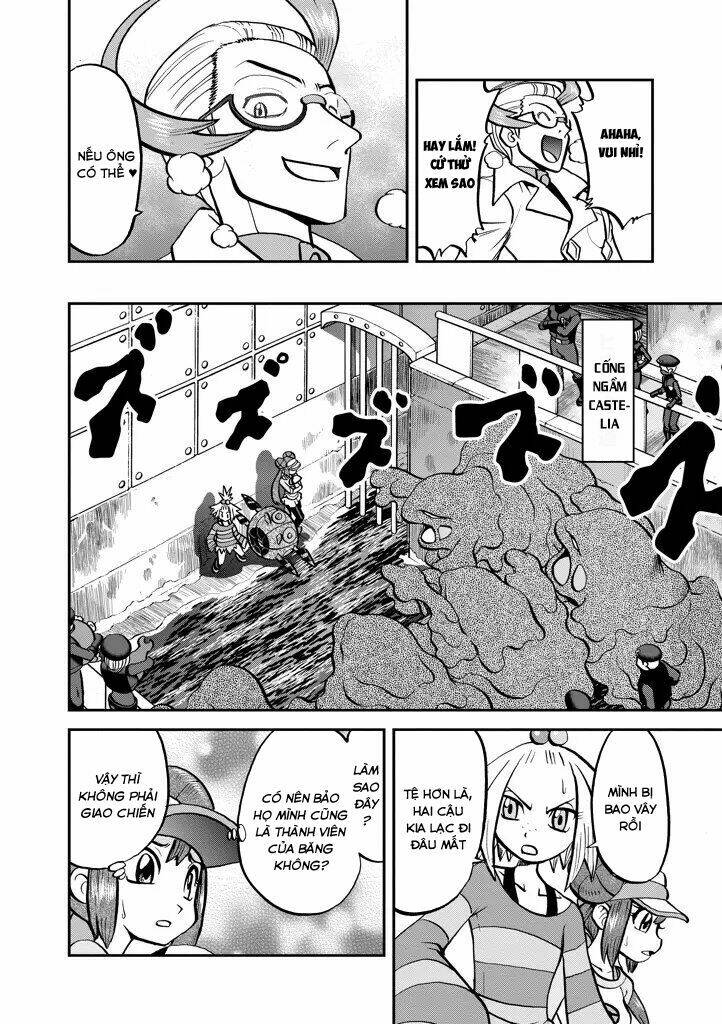 AHAHA,
VUI NHỈ!
HAY LẮM!
CỨ THỬ
XEM SAO
NẾU ÔNG
CÓ THỂ ♥
CỐNG
NGẦM
CASTE-
LIA
ズズズズズ
MÌNH BỊ
BAO VÂY
RỒI
TỆ HƠN LÀ,
HAI CẬU
KIA LẠC ĐI
ĐÂU MẤT
LÀM
SAO
ĐÂY?
CÓ NÊN BẢO
HỌ MÌNH CŨNG
LÀ THÀNH VIÊN
CỦA BĂNG
KHÔNG?
VẬY THÌ
KHÔNG PHẢI
GIAO CHIẾN